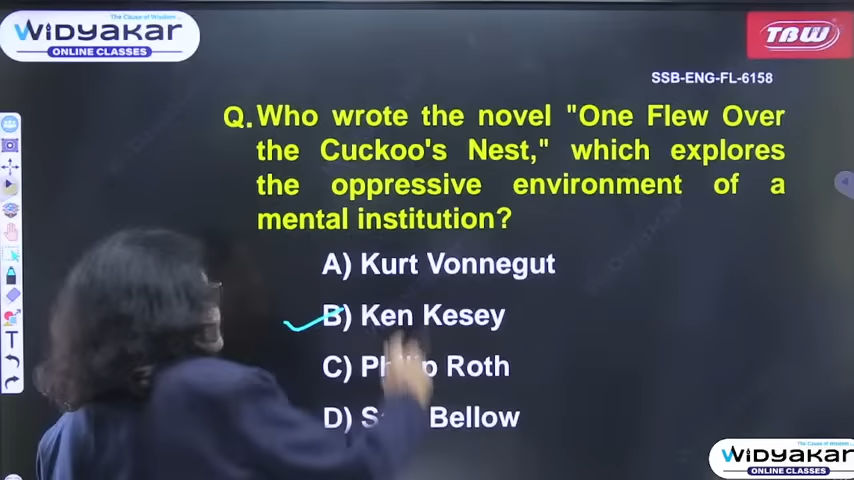 The Cause of Wisdom...
WIDYAKAR
ONLINE CLASSES
TBW
SSB-ENG-FL-6158
Q. Who wrote the novel "One Flew Over
the Cuckoo's Nest," which explores
the oppressive environment of a
mental institution?
A) Kurt Vonnegut
B) Ken Kesey
C) Philip Roth
D) Bellow
The Cause of Wisdom...
WIDYAKAR
ONLINE CLASSES